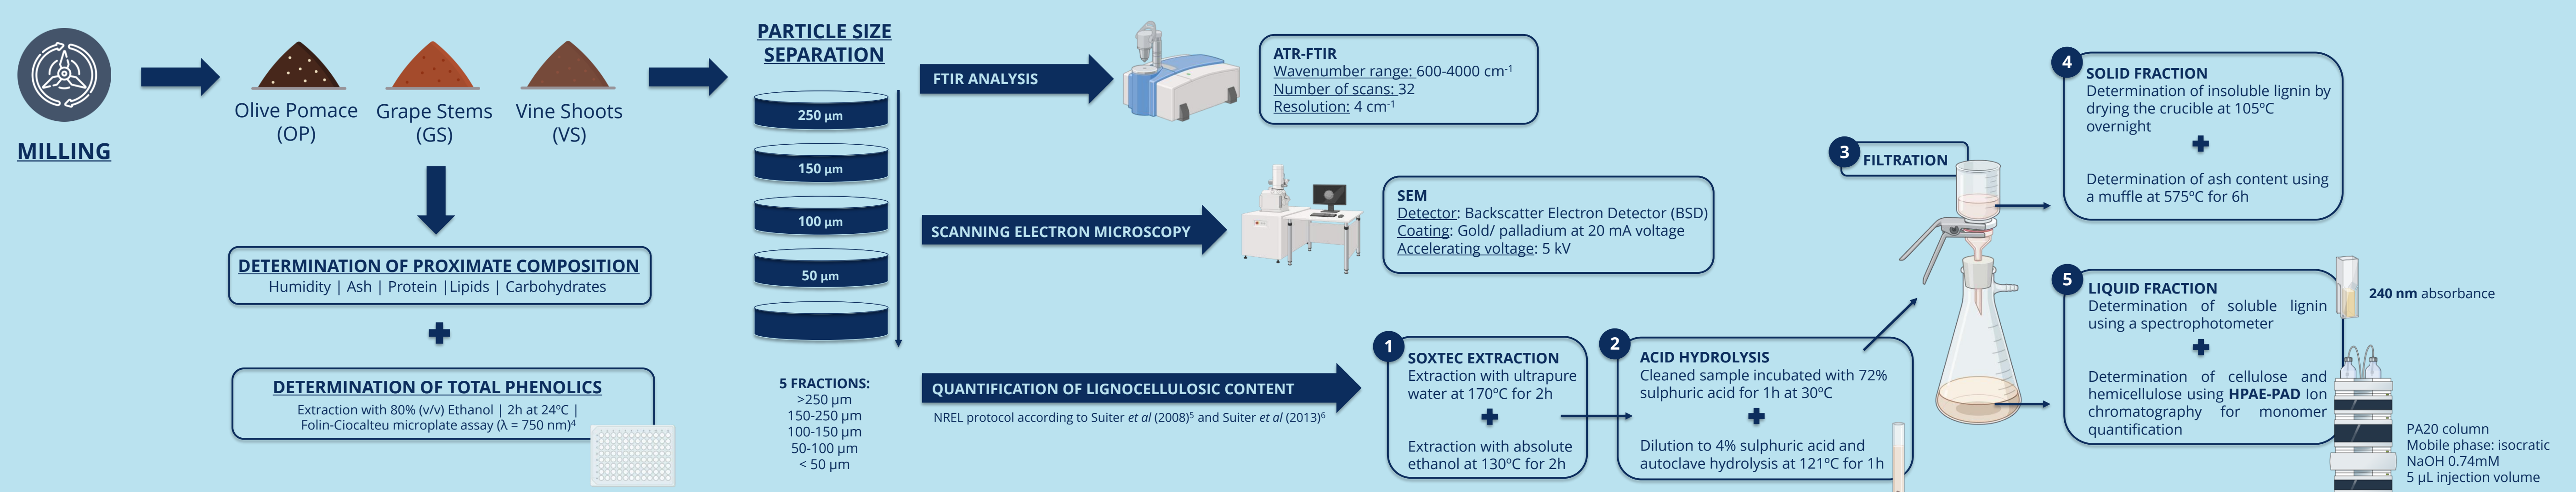 MILLING
Olive Pomace
(OP)
Grape Stems
(GS)
Vine Shoots
(VS)
DETERMINATION OF PROXIMATE COMPOSITION
Humidity | Ash | Protein |Lipids | Carbohydrates
DETERMINATION OF TOTAL PHENOLICS
Extraction with 80% (v/v) Ethanol | 2h at 24ºC |
Folin-Ciocalteu microplate assay (λ = 750 nm)⁴
PARTICLE SIZE
SEPARATION
250 µm
150 µm
100 µm
50 µm
5 FRACTIONS:
>250 µm
150-250 µm
100-150 µm
50-100 µm
< 50 µm
FTIR ANALYSIS
ATR-FTIR
Wavenumber range: 600-4000 cm⁻¹
Number of scans: 32
Resolution: 4 cm⁻¹
SCANNING ELECTRON MICROSCOPY
SEM
Detector: Backscatter Electron Detector (BSD)
Coating: Gold/ palladium at 20 mA voltage
Accelerating voltage: 5 kV
QUANTIFICATION OF LIGNOCELLULOSIC CONTENT
NREL protocol according to Suiter et al (2008)⁵ and Suiter et al (2013)⁶
1
SOXTEC EXTRACTION
Extraction with ultrapure
water at 170ºC for 2h
Extraction with absolute
ethanol at 130ºC for 2h
2
ACID HYDROLYSIS
Cleaned sample incubated with 72%
sulphuric acid for 1h at 30ºC
Dilution to 4% sulphuric acid and
autoclave hydrolysis at 121ºC for 1h
3
FILTRATION
4
SOLID FRACTION
Determination of insoluble lignin by
drying the crucible at 105ºC
overnight
Determination of ash content using
a muffle at 575ºC for 6h
5
LIQUID FRACTION
Determination of soluble lignin
using a spectrophotometer
Determination of cellulose and
hemicellulose using HPAE-PAD Ion
chromatography for monomer
quantification
240 nm absorbance
PA20 column
Mobile phase: isocratic
NaOH 0.74mM
5 µL injection volume